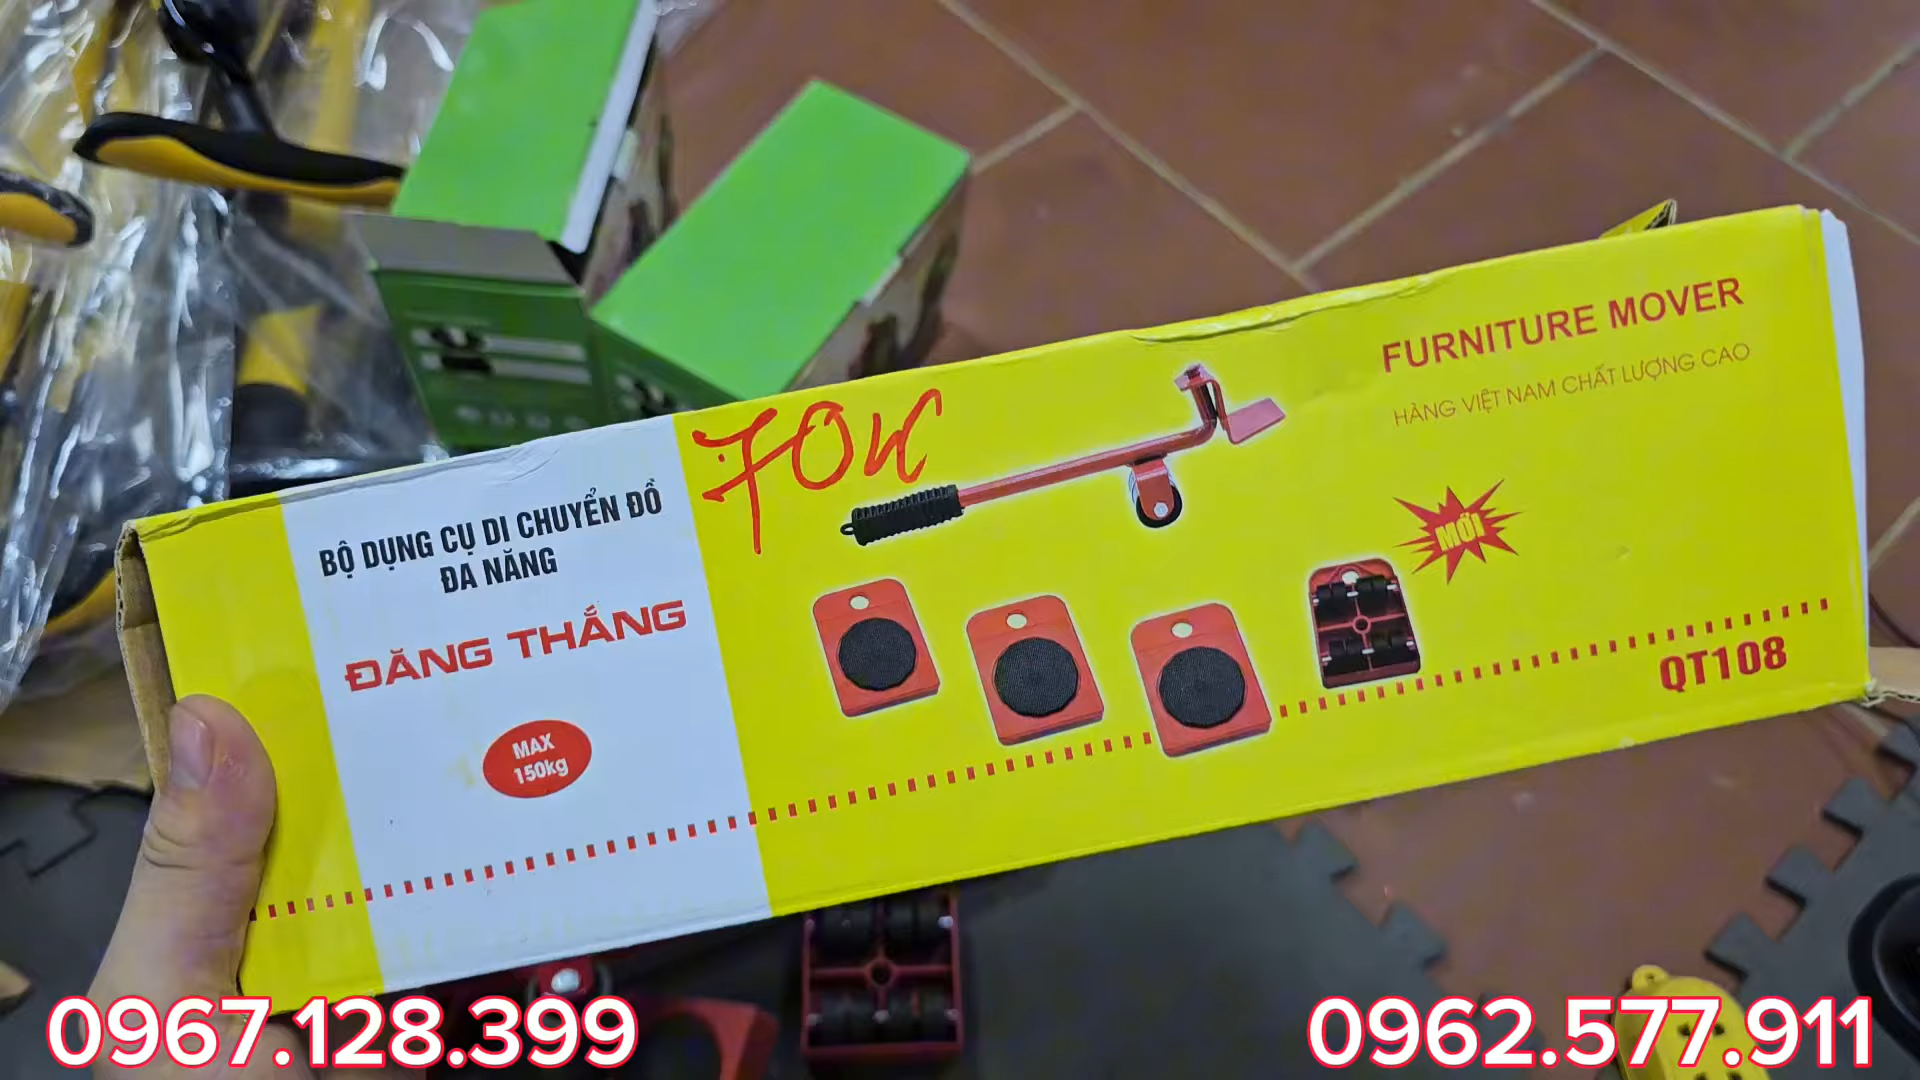 FURNITURE MOVER
HÀNG VIỆT NAM CHẤT LƯỢNG CAO
70K
BỘ DỤNG CỤ DI CHUYỂN ĐỒ
ĐA NĂNG
ĐĂNG THẮNG
MAX
150kg
MỚI
QT108
0967.128.399
0962.577.911